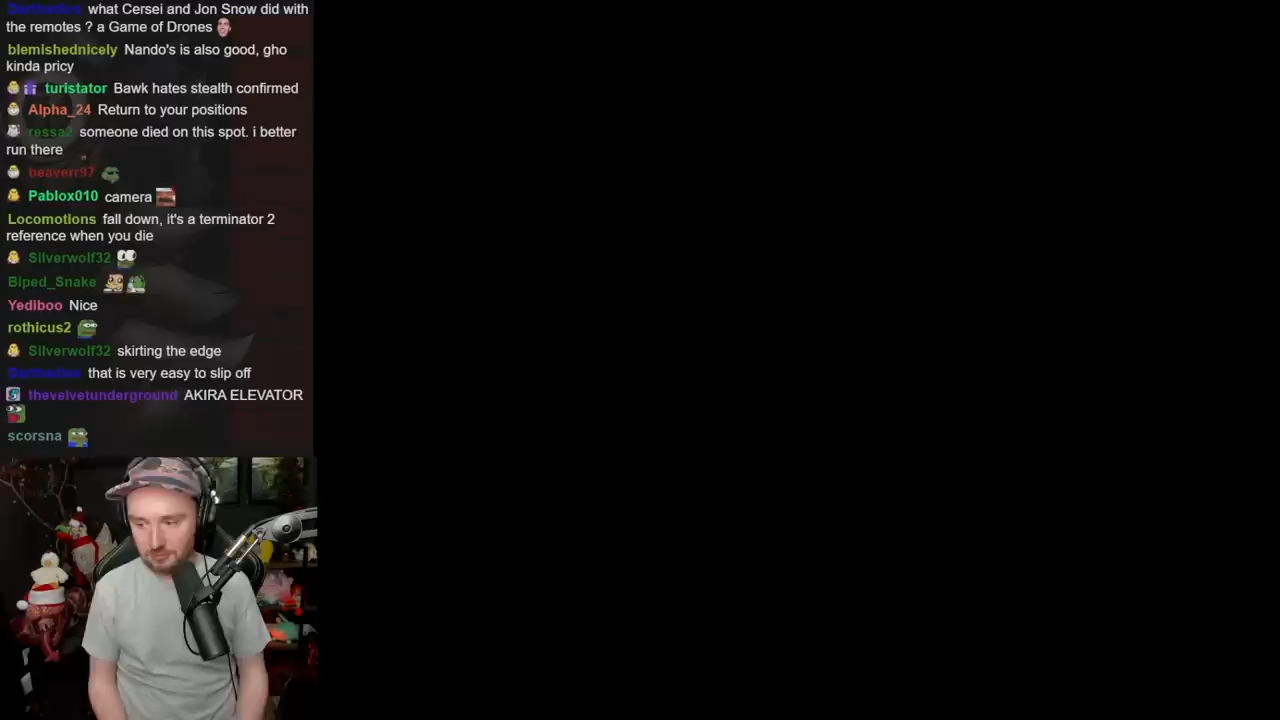 Darthadius what Cersei and Jon Snow did with
the remotes ? a Game of Drones
blemishednicely Nando's is also good, gho
kinda pricy
turistator Bawk hates stealth confirmed
Alpha_24 Return to your positions
ressa2 someone died on this spot. i better
run there
beaverr97
Pablox010 camera
Locomotions fall down, it's a terminator 2
reference when you die
Silverwolf32
Biped_Snake
Yediboo Nice
rothicus2
Silverwolf32 skirting the edge
that is very easy to slip off
thevelvetunderground AKIRA ELEVATOR
scorsna